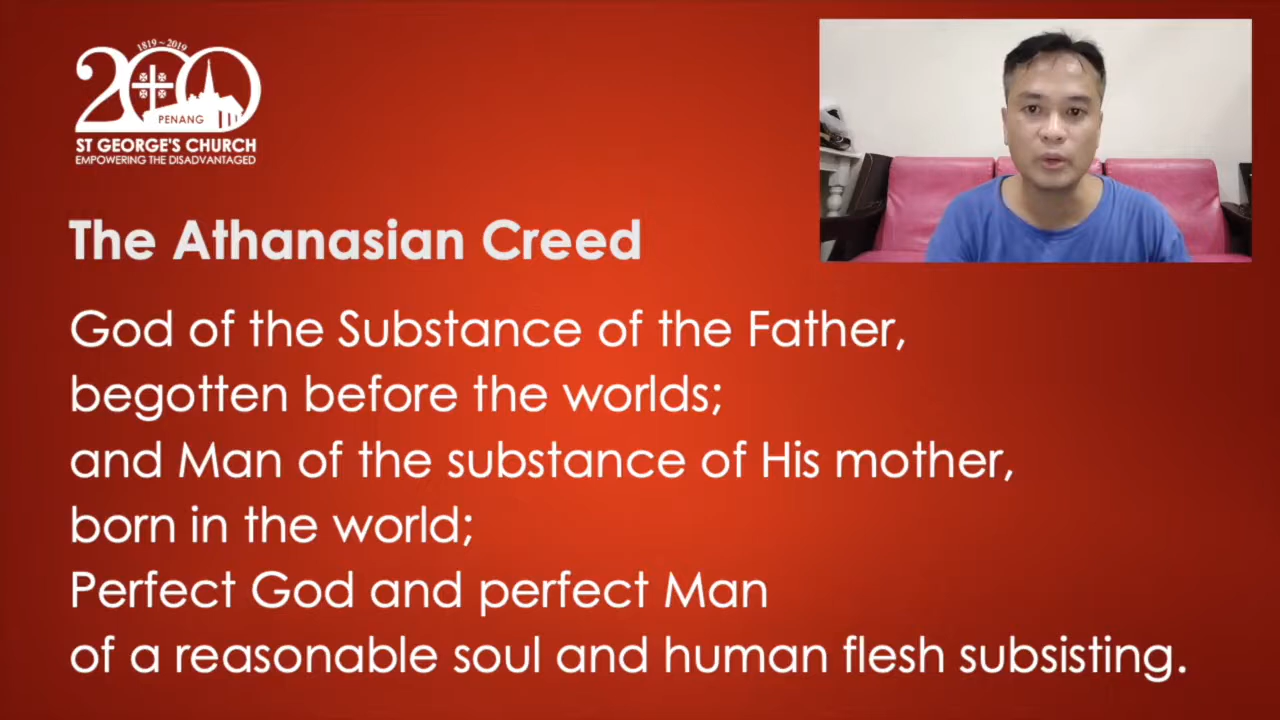 1819 ~ 2019
200
PENANG
ST GEORGE'S CHURCH
EMPOWERING THE DISADVANTAGED
The Athanasian Creed
God of the Substance of the Father,
begotten before the worlds;
and Man of the substance of His mother,
born in the world;
Perfect God and perfect Man
of a reasonable soul and human flesh subsisting.